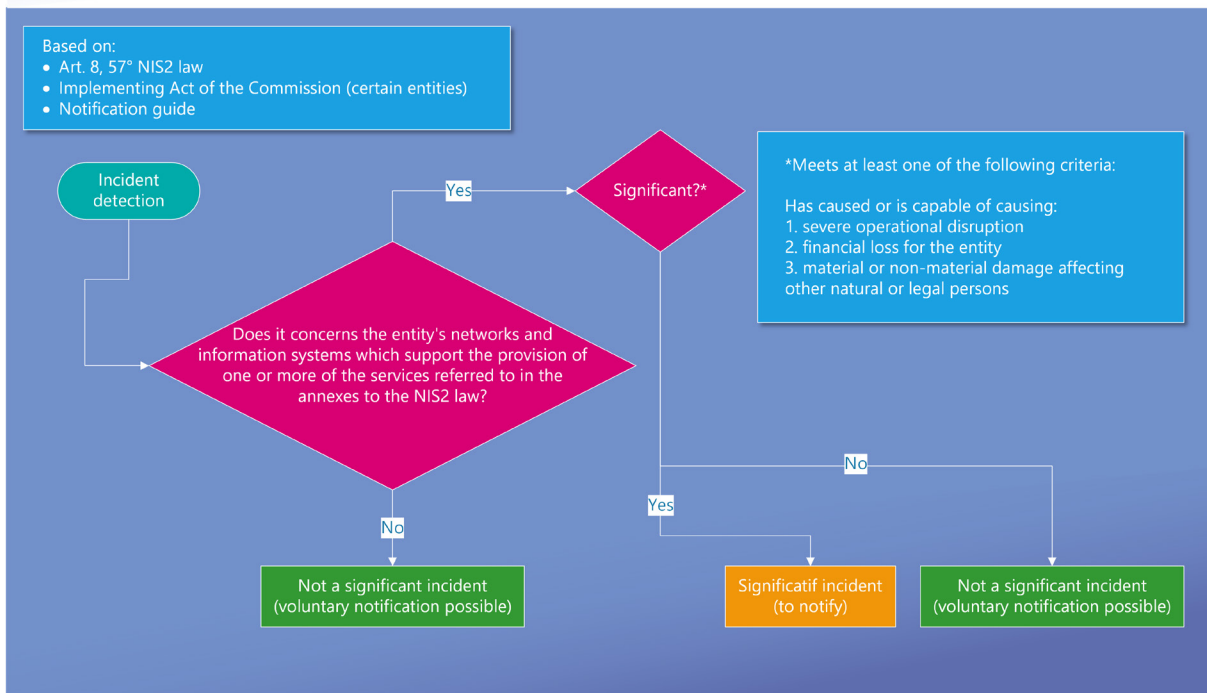 Based on:
• Art. 8, 57° NIS2 law
• Implementing Act of the Commission (certain entities)
• Notification guide
Incident
detection
Yes
Significant?*
*Meets at least one of the following criteria:
Has caused or is capable of causing:
1. severe operational disruption
2. financial loss for the entity
3. material or non-material damage affecting
other natural or legal persons
Does it concerns the entity's networks and
information systems which support the provision of
one or more of the services referred to in the
annexes to the NIS2 law?
No
Yes
No
Not a significant incident
(voluntary notification possible)
Significatif incident
(to notify)
Not a significant incident
(voluntary notification possible)